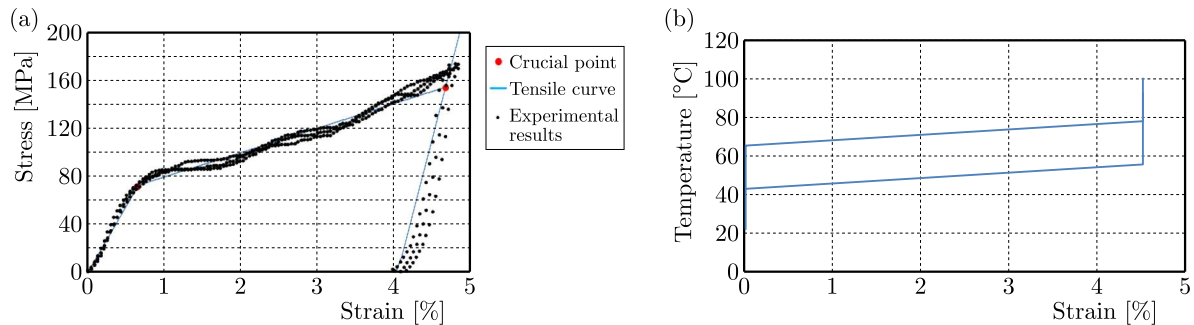 (a)
Stress [MPa]
200
160
120
80
40
0
0 1 2 3 4 5
Strain [%]
Crucial point
Tensile curve
Experimental
results
(b)
Temperature [°C]
120
100
80
60
40
20
0
0 1 2 3 4 5
Strain [%]